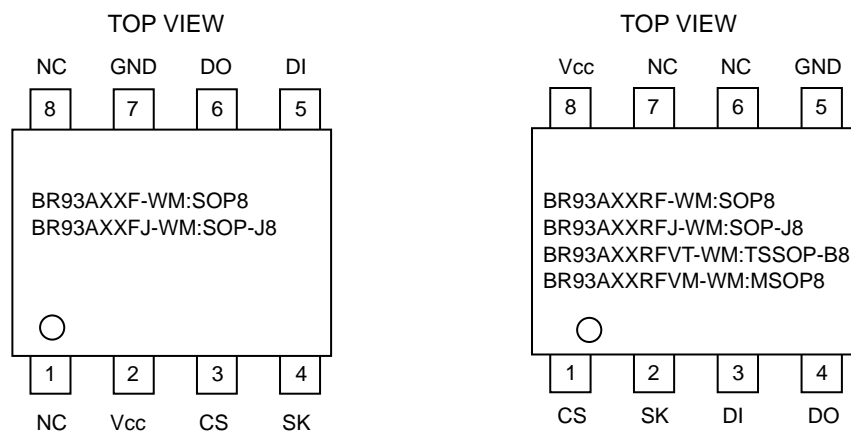 TOP VIEW
NC GND DO DI
8 7 6 5
BR93AXXF-WM:SOP8
BR93AXXFJ-WM:SOP-J8
1 2 3 4
NC Vcc CS SK
TOP VIEW
Vcc NC NC GND
8 7 6 5
BR93AXXRF-WM:SOP8
BR93AXXRFJ-WM:SOP-J8
BR93AXXRFVT-WM:TSSOP-B8
BR93AXXRFVM-WM:MSOP8
1 2 3 4
CS SK DI DO